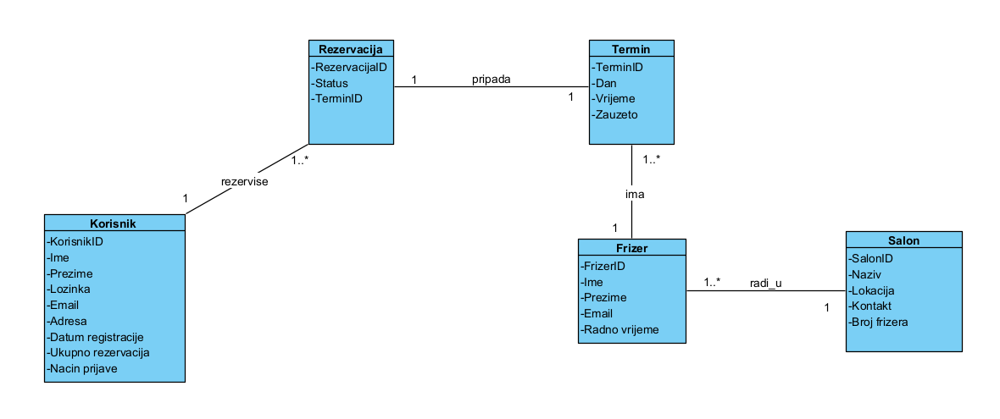 Rezervacija
-RezervacijaID
-Status
-TerminID
1
pripada
1
Termin
-TerminID
-Dan
-Vrijeme
-Zauzeto
1..*
rezervise
1
1..*
ima
1
Korisnik
-KorisnikID
-Ime
-Prezime
-Lozinka
-Email
-Adresa
-Datum registracije
-Ukupno rezervacija
-Nacin prijave
Frizer
-FrizerID
-Ime
-Prezime
-Email
-Radno vrijeme
1..*
radi_u
1
Salon
-SalonID
-Naziv
-Lokacija
-Kontakt
-Broj frizera